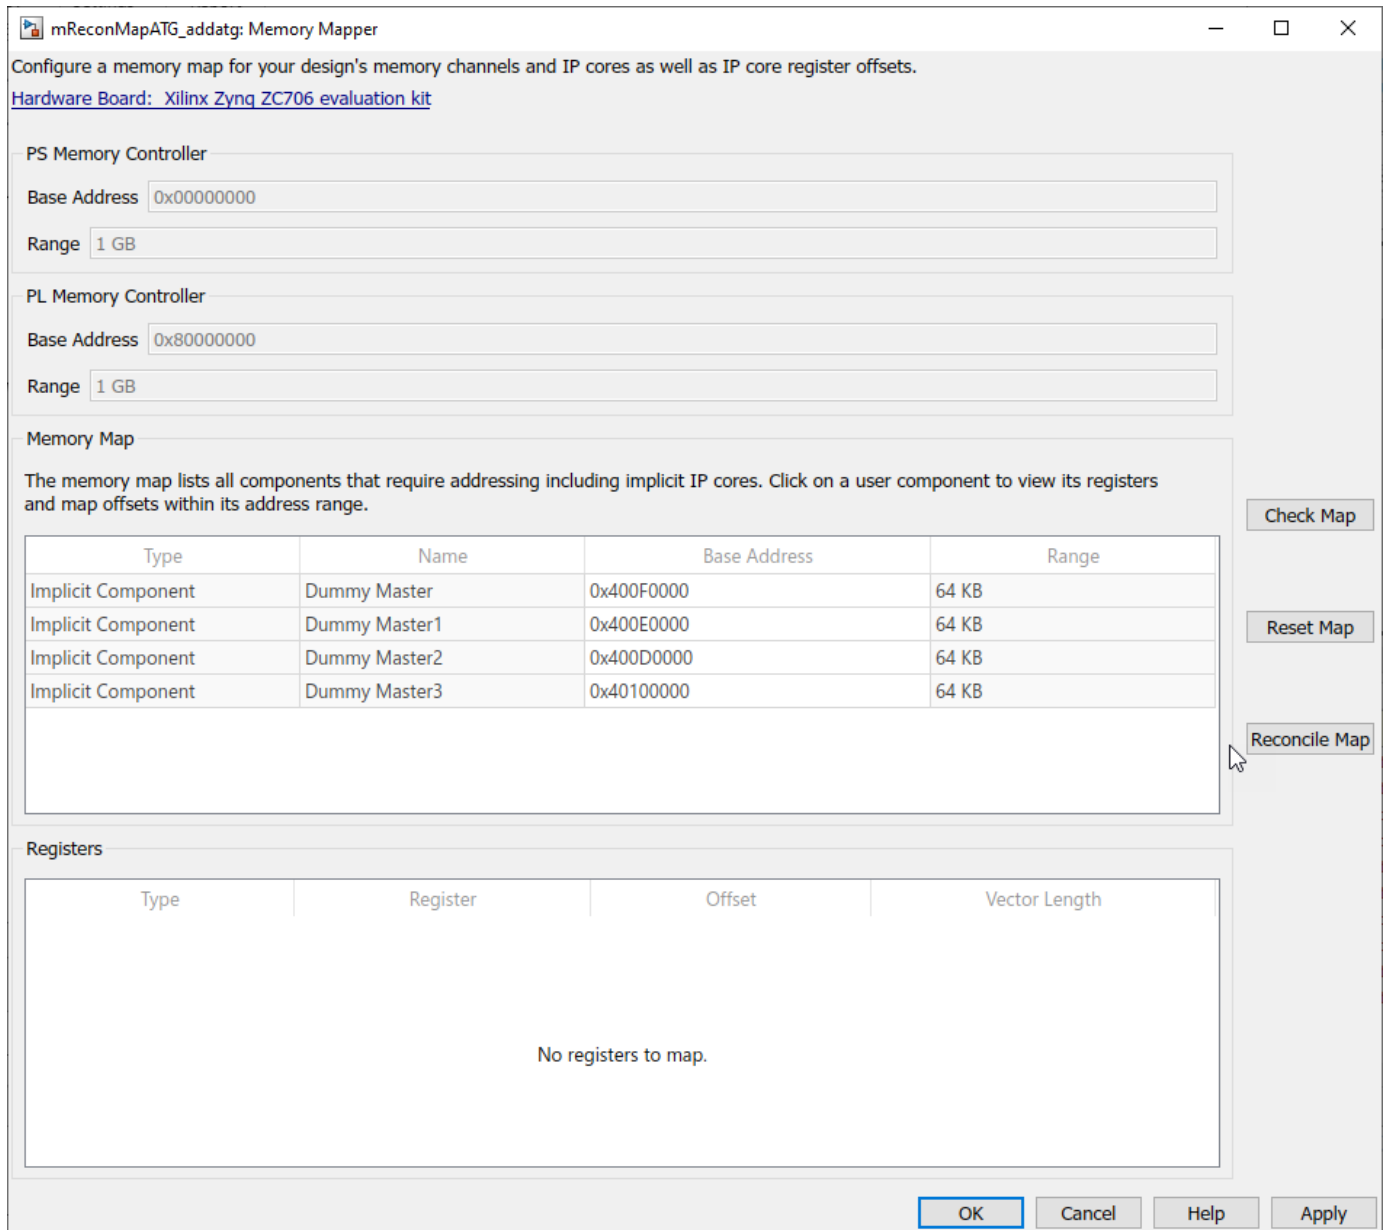 mReconMapATG_addatg: Memory Mapper
Configure a memory map for your design's memory channels and IP cores as well as IP core register offsets.
Hardware Board: Xilinx Zynq ZC706 evaluation kit
PS Memory Controller
Base Address 0x00000000
Range 1 GB
PL Memory Controller
Base Address 0x80000000
Range 1 GB
Memory Map
The memory map lists all components that require addressing including implicit IP cores. Click on a user component to view its registers
and map offsets within its address range.
Check Map
Type Name Base Address Range
Implicit Component Dummy Master 0x400F0000 64 KB
Implicit Component Dummy Master1 0x400E0000 64 KB
Reset Map
Implicit Component Dummy Master2 0x400D0000 64 KB
Implicit Component Dummy Master3 0x40100000 64 KB
Reconcile Map
Registers
Type Register Offset Vector Length
No registers to map.
OK Cancel Help Apply